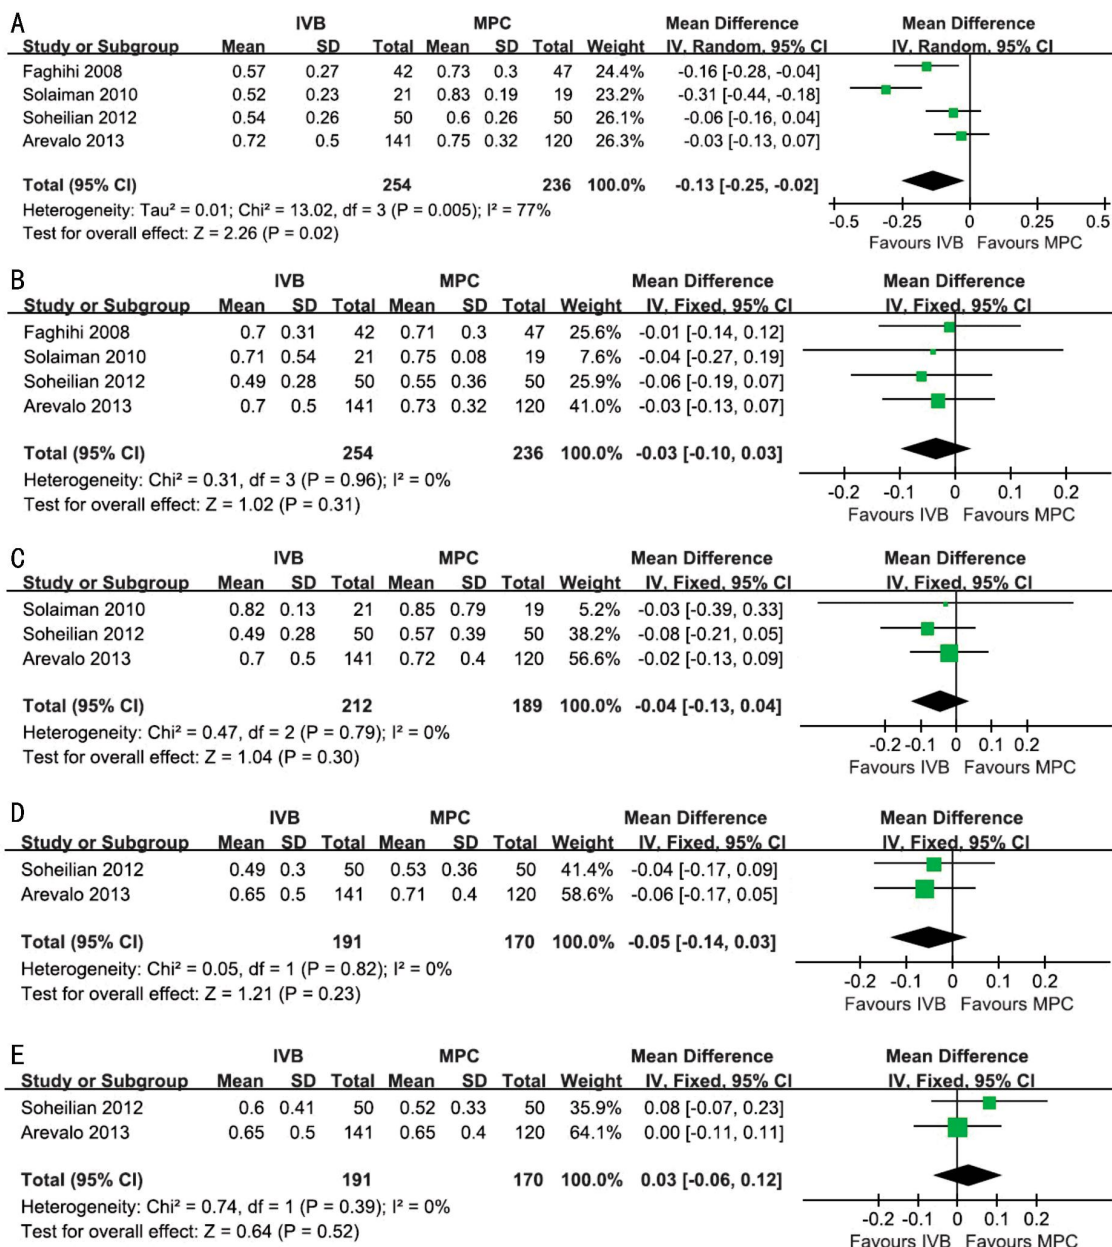 A
IVB MPC Mean Difference Mean Difference
Study or Subgroup Mean SD Total Mean SD Total Weight IV, Random, 95% CI IV, Random, 95% CI
Faghihi 2008 0.57 0.27 42 0.73 0.3 47 24.4% -0.16 [-0.28, -0.04]
Solaiman 2010 0.52 0.23 21 0.83 0.19 19 23.2% -0.31 [-0.44, -0.18]
Soheilian 2012 0.54 0.26 50 0.6 0.26 50 26.1% -0.06 [-0.16, 0.04]
Arevalo 2013 0.72 0.5 141 0.75 0.32 120 26.3% -0.03 [-0.13, 0.07]
Total (95% CI) 254 236 100.0% -0.13 [-0.25, -0.02]
Heterogeneity: Tau² = 0.01; Chi² = 13.02, df = 3 (P = 0.005); I² = 77%
Test for overall effect: Z = 2.26 (P = 0.02)
-0.5 -0.25 0 0.25 0.5
Favours IVB Favours MPC
B
IVB MPC Mean Difference Mean Difference
Study or Subgroup Mean SD Total Mean SD Total Weight IV, Fixed, 95% CI IV, Fixed, 95% CI
Faghihi 2008 0.7 0.31 42 0.71 0.3 47 25.6% -0.01 [-0.14, 0.12]
Solaiman 2010 0.71 0.54 21 0.75 0.08 19 7.6% -0.04 [-0.27, 0.19]
Soheilian 2012 0.49 0.28 50 0.55 0.36 50 25.9% -0.06 [-0.19, 0.07]
Arevalo 2013 0.7 0.5 141 0.73 0.32 120 41.0% -0.03 [-0.13, 0.07]
Total (95% CI) 254 236 100.0% -0.03 [-0.10, 0.03]
Heterogeneity: Chi² = 0.31, df = 3 (P = 0.96); I² = 0%
Test for overall effect: Z = 1.02 (P = 0.31)
-0.2 -0.1 0 0.1 0.2
Favours IVB Favours MPC
C
IVB MPC Mean Difference Mean Difference
Study or Subgroup Mean SD Total Mean SD Total Weight IV, Fixed, 95% CI IV, Fixed, 95% CI
Solaiman 2010 0.82 0.13 21 0.85 0.79 19 5.2% -0.03 [-0.39, 0.33]
Soheilian 2012 0.49 0.28 50 0.57 0.39 50 38.2% -0.08 [-0.21, 0.05]
Arevalo 2013 0.7 0.5 141 0.72 0.4 120 56.6% -0.02 [-0.13, 0.09]
Total (95% CI) 212 189 100.0% -0.04 [-0.13, 0.04]
Heterogeneity: Chi² = 0.47, df = 2 (P = 0.79); I² = 0%
Test for overall effect: Z = 1.04 (P = 0.30)
-0.2 -0.1 0 0.1 0.2
Favours IVB Favours MPC
D
IVB MPC Mean Difference Mean Difference
Study or Subgroup Mean SD Total Mean SD Total Weight IV, Fixed, 95% CI IV, Fixed, 95% CI
Soheilian 2012 0.49 0.3 50 0.53 0.36 50 41.4% -0.04 [-0.17, 0.09]
Arevalo 2013 0.65 0.5 141 0.71 0.4 120 58.6% -0.06 [-0.17, 0.05]
Total (95% CI) 191 170 100.0% -0.05 [-0.14, 0.03]
Heterogeneity: Chi² = 0.05, df = 1 (P = 0.82); I² = 0%
Test for overall effect: Z = 1.21 (P = 0.23)
-0.2 -0.1 0 0.1 0.2
Favours IVB Favours MPC
E
IVB MPC Mean Difference Mean Difference
Study or Subgroup Mean SD Total Mean SD Total Weight IV, Fixed, 95% CI IV, Fixed, 95% CI
Soheilian 2012 0.6 0.41 50 0.52 0.33 50 35.9% 0.08 [-0.07, 0.23]
Arevalo 2013 0.65 0.5 141 0.65 0.4 120 64.1% 0.00 [-0.11, 0.11]
Total (95% CI) 191 170 100.0% 0.03 [-0.06, 0.12]
Heterogeneity: Chi² = 0.74, df = 1 (P = 0.39); I² = 0%
Test for overall effect: Z = 0.64 (P = 0.52)
-0.2 -0.1 0 0.1 0.2
Favours IVB Favours MPC